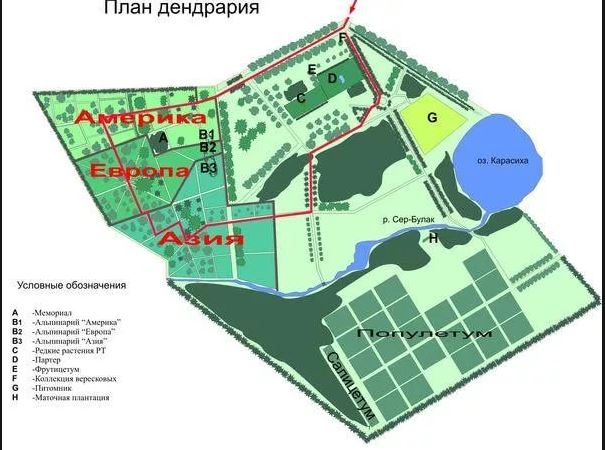 План дендрария
F
E
D
C
Америка
A
B1
B2
G
Европа
B3
оз. Карасиха
р. Сер-Булак
Азия
H
Условные обозначения
A -Мемориал
B1 -Альпинарий "Америка"
B2 -Альпинарий "Европа"
B3 -Альпинарий "Азия"
C -Редкие растения РТ
D -Партер
E -Фрутицетум
F -Коллекция вересковых
G -Питомник
H -Маточная плантация
Популетум
Салицетум